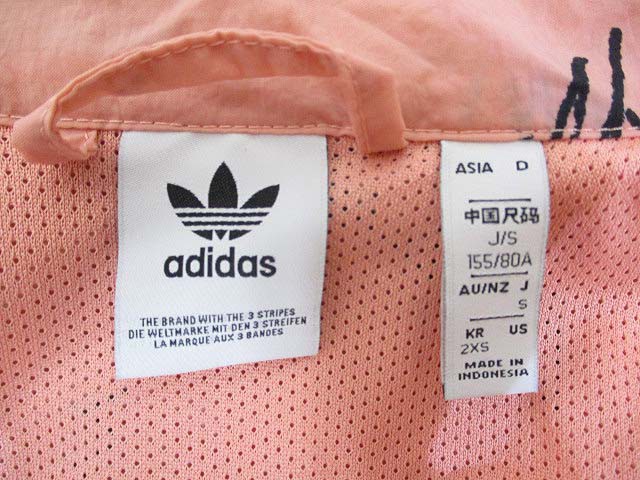 adidas
THE BRAND WITH THE 3 STRIPES
DIE WELTMARKE MIT DEN 3 STREIFEN
LA MARQUE AUX 3 BANDES
ASIA D
中国尺码
J/S
155/80A
AU/NZ J
S
KR US
2XS
MADE IN
INDONESIA